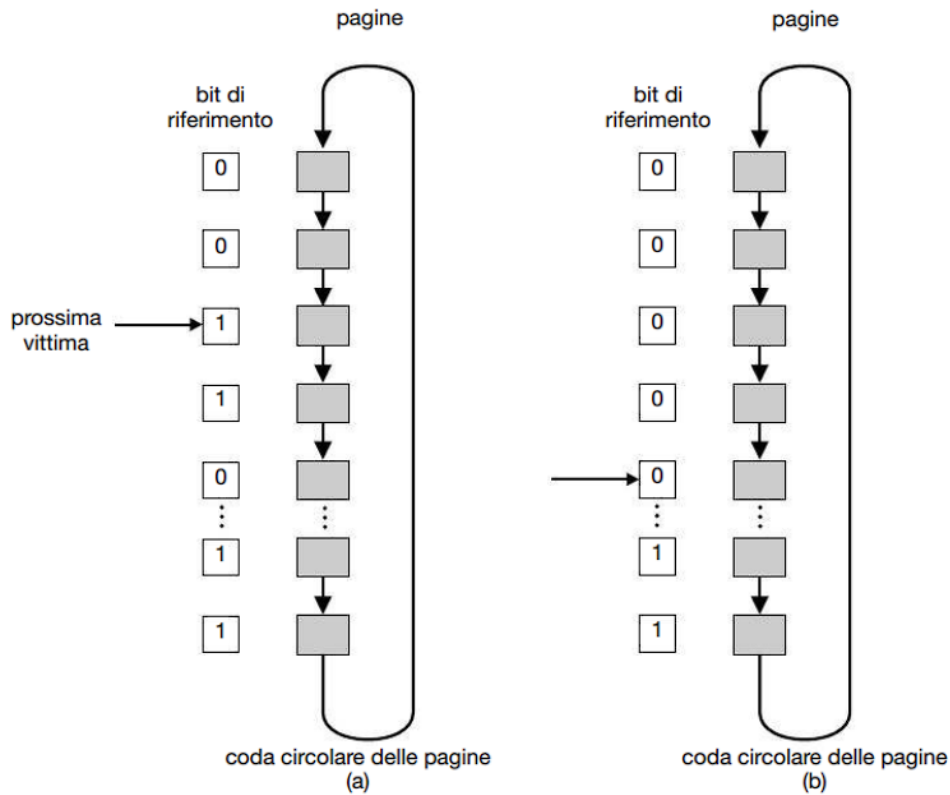 pagine
bit di
riferimento
0
0
prossima
vittima
1
1
0
1
1
coda circolare delle pagine
(a)
pagine
bit di
riferimento
0
0
0
0
0
1
1
coda circolare delle pagine
(b)